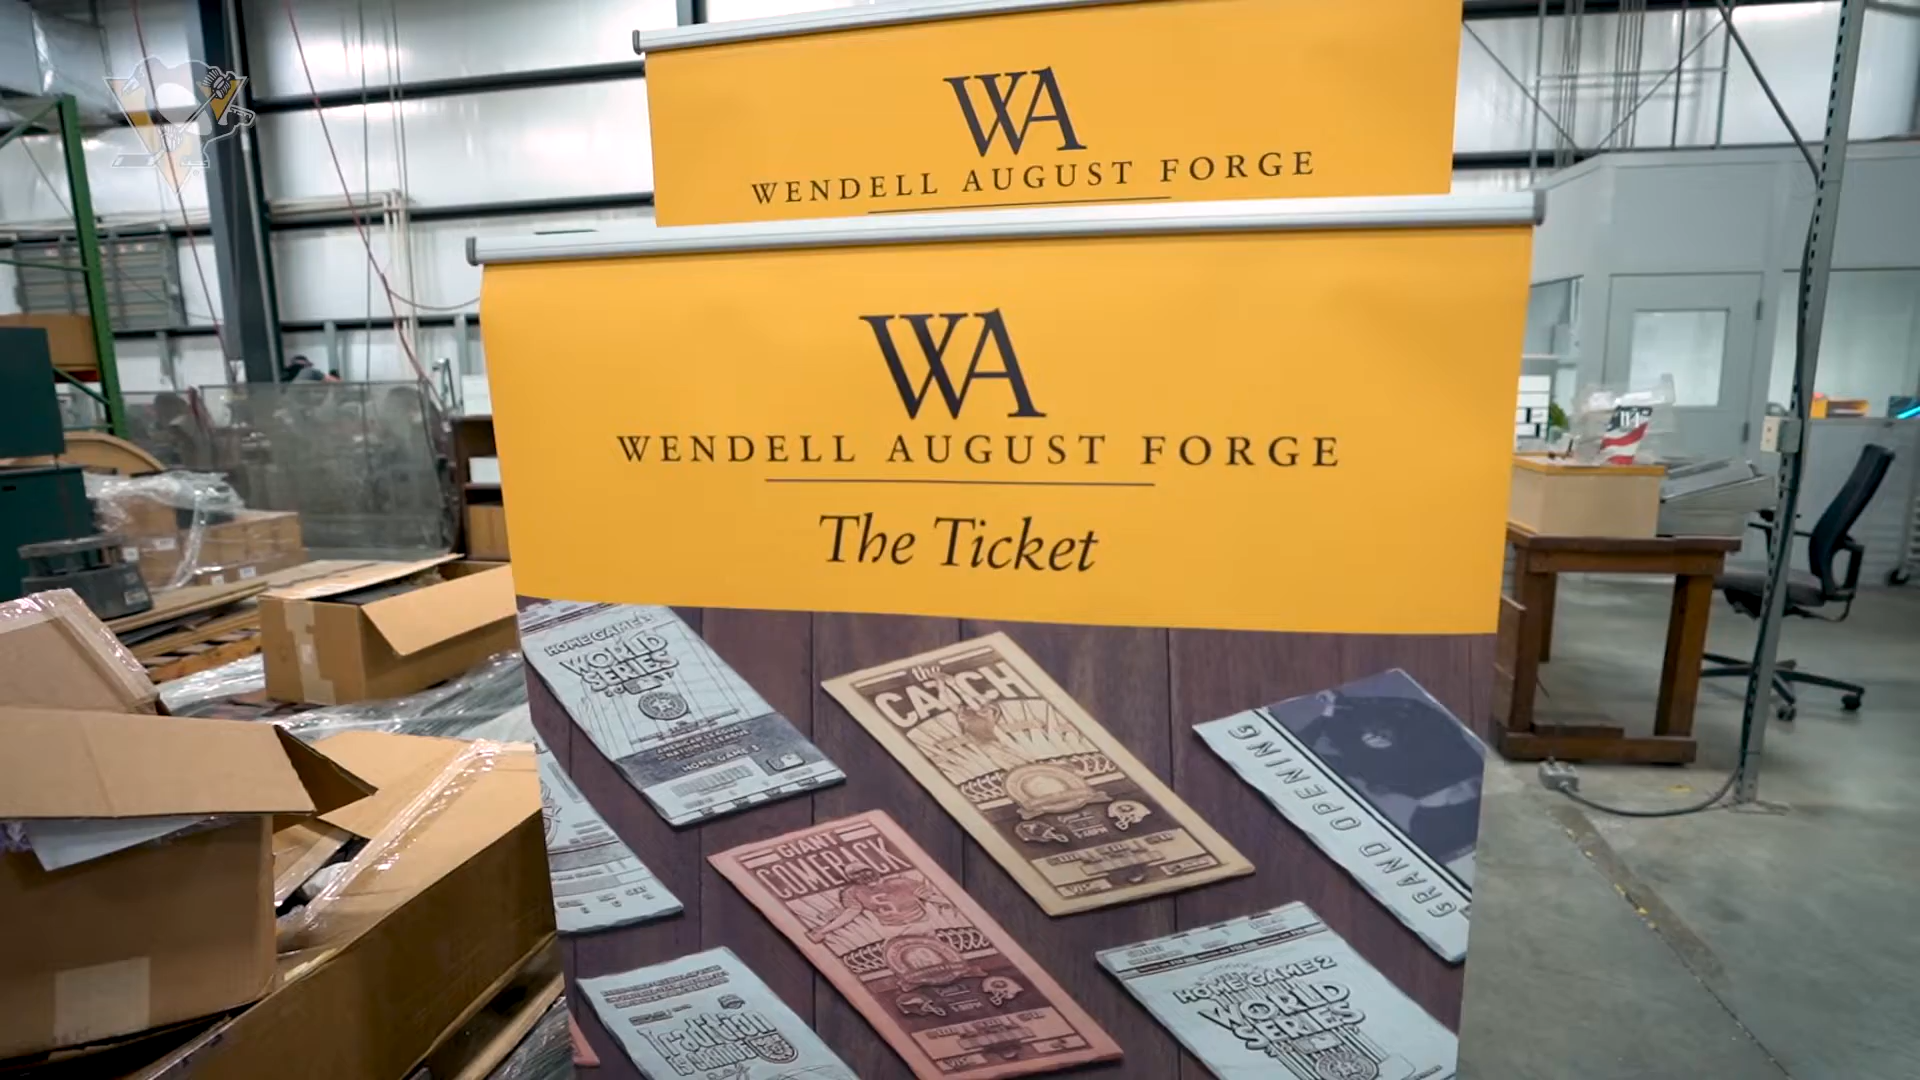 WA
WENDELL AUGUST FORGE
WA
WENDELL AUGUST FORGE
The Ticket
HOME GAME 3
WORLD
SERIES
AMERICAN LEAGUE
NATIONAL LEAGUE
HOME GAME 3
the
CATCH
GRAND OPENING
GIANT
COMEBACK
HOME GAME 2
WORLD
SERIES
Tradition